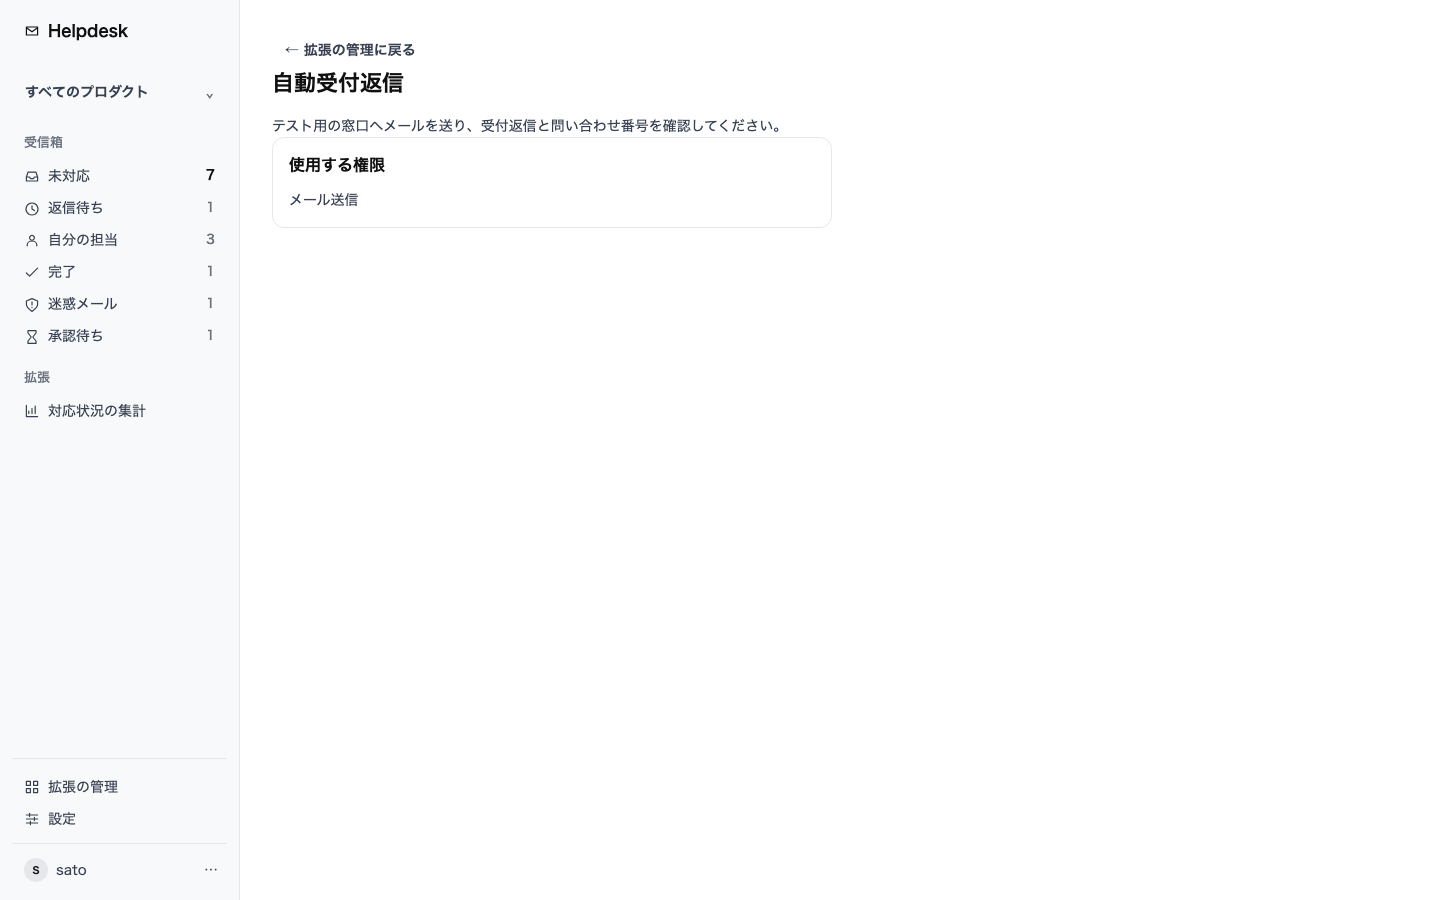 Helpdesk
すべてのプロダクト
受信箱
未対応 7
返信待ち 1
自分の担当 3
完了 1
迷惑メール 1
承認待ち 1
拡張
対応状況の集計
拡張の管理
設定
S sato ···
← 拡張の管理に戻る
自動受付返信
テスト用の窓口へメールを送り、受付返信と問い合わせ番号を確認してください。
使用する権限
メール送信